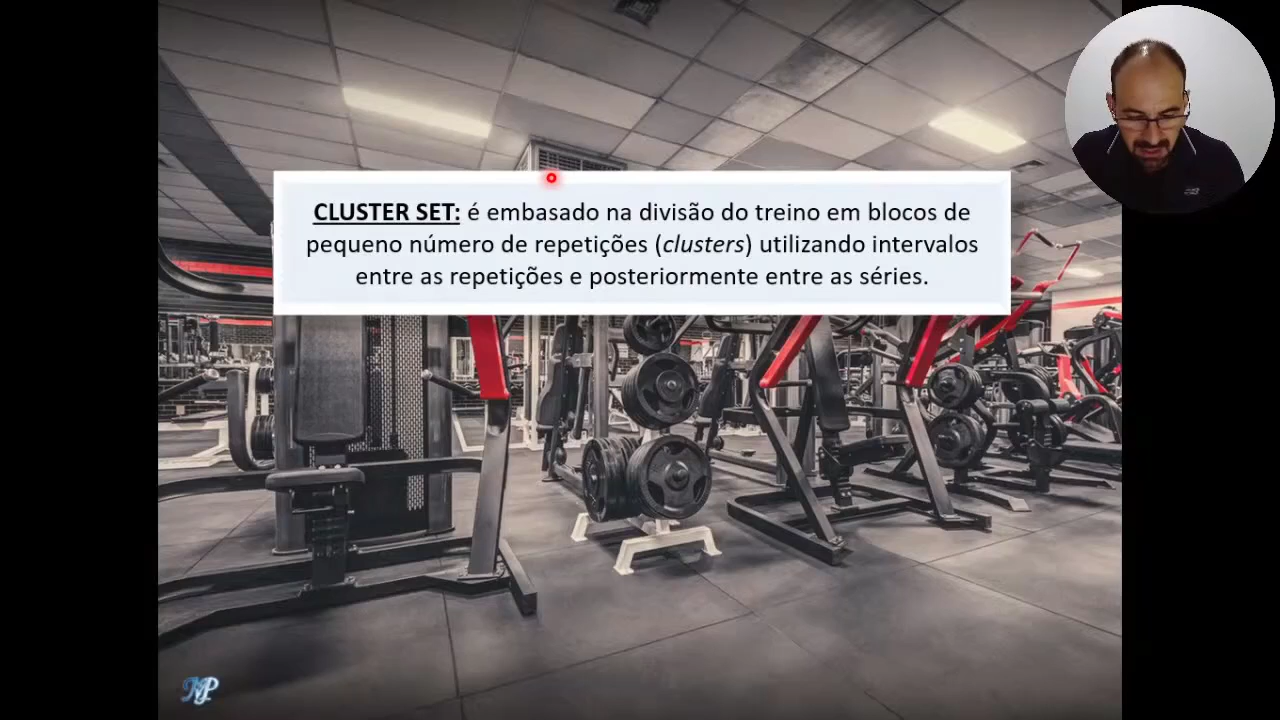 CLUSTER SET: é embasado na divisão do treino em blocos de
pequeno número de repetições (clusters) utilizando intervalos
entre as repetições e posteriormente entre as séries.
MP